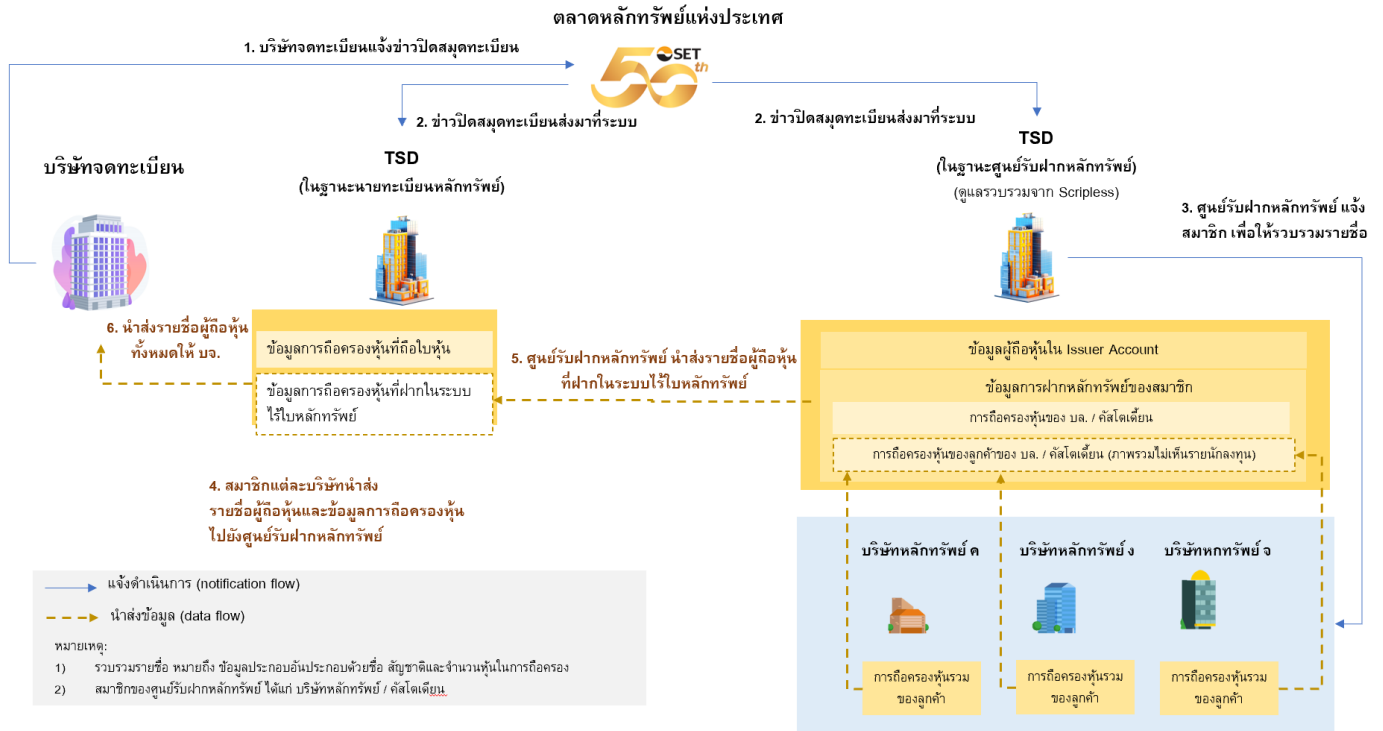 ตลาดหลักทรัพย์แห่งประเทศ
1. บริษัทจดทะเบียนแจ้งข่าวปิดสมุดทะเบียน
SET
50th
2. ข่าวปิดสมุดทะเบียนส่งมาที่ระบบ
2. ข่าวปิดสมุดทะเบียนส่งมาที่ระบบ
บริษัทจดทะเบียน
TSD
(ในฐานะนายทะเบียนหลักทรัพย์)
TSD
(ในฐานะศูนย์รับฝากหลักทรัพย์)
(ดูแลรวบรวมจาก Scripless)
3. ศูนย์รับฝากหลักทรัพย์ แจ้ง
สมาชิก เพื่อให้รวบรวมรายชื่อ
6. นำส่งรายชื่อผู้ถือหุ้น
ทั้งหมดให้ บจ.
ข้อมูลการถือครองหุ้นที่ถือใบหุ้น
ข้อมูลการถือครองหุ้นที่ฝากในระบบ
ไร้ใบหลักทรัพย์
5. ศูนย์รับฝากหลักทรัพย์ นำส่งรายชื่อผู้ถือหุ้น
ที่ฝากในระบบไร้ใบหลักทรัพย์
ข้อมูลผู้ถือหุ้นใน Issuer Account
ข้อมูลการฝากหลักทรัพย์ของสมาชิก
การถือครองหุ้นของ บล. / คัสโตเดี้ยน
การถือครองหุ้นของลูกค้าของ บล. / คัสโตเดี้ยน (ภาพรวมไม่เห็นรายนักลงทุน)
4. สมาชิกแต่ละบริษัทนำส่ง
รายชื่อผู้ถือหุ้นและข้อมูลการถือครองหุ้น
ไปยังศูนย์รับฝากหลักทรัพย์
บริษัทหลักทรัพย์ ค
บริษัทหลักทรัพย์ ง
บริษัทหกทรัพย์ จ
การถือครองหุ้นรวม
ของลูกค้า
การถือครองหุ้นรวม
ของลูกค้า
การถือครองหุ้นรวม
ของลูกค้า
แจ้งดำเนินการ (notification flow)
นำส่งข้อมูล (data flow)
หมายเหตุ:
1) รวบรวมรายชื่อ หมายถึง ข้อมูลประกอบอันประกอบด้วยชื่อ สัญชาติและจำนวนหุ้นในการถือครอง
2) สมาชิกของศูนย์รับฝากหลักทรัพย์ ได้แก่ บริษัทหลักทรัพย์ / คัสโตเดียน